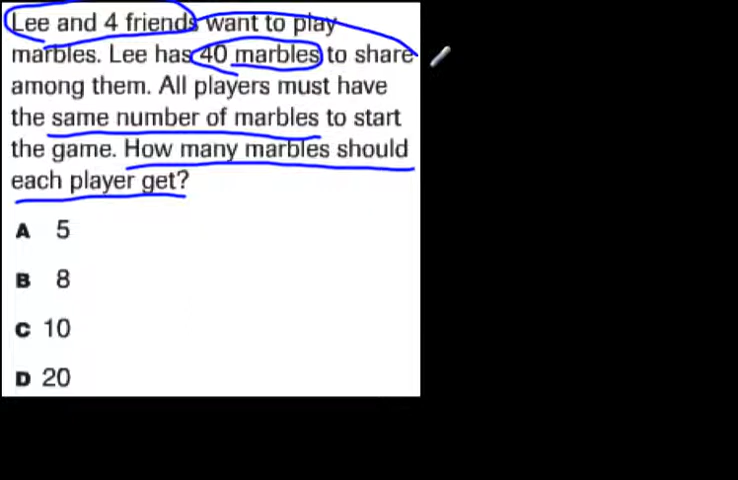 Lee and 4 friends want to play
marbles. Lee has 40 marbles to share
among them. All players must have
the same number of marbles to start
the game. How many marbles should
each player get?
A 5
B 8
C 10
D 20